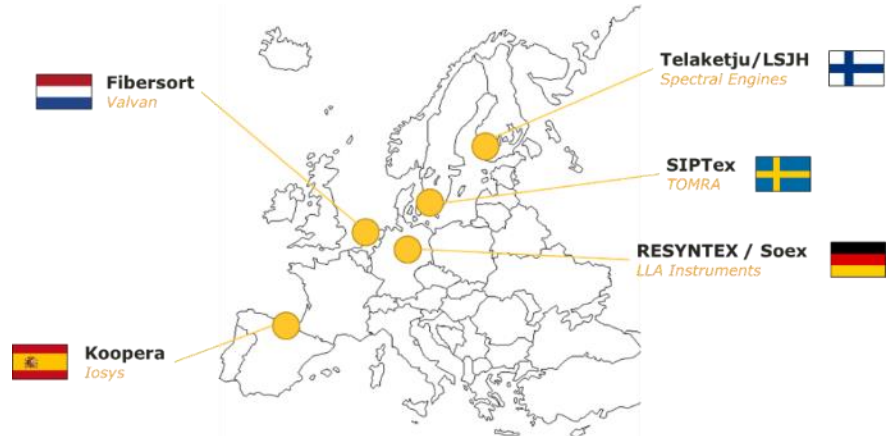 Fibersort
Valvan
Telaketju/LSJH
Spectral Engines
SIPTex
TOMRA
RESYNTEX / Soex
LLA Instruments
Koopera
Iosys